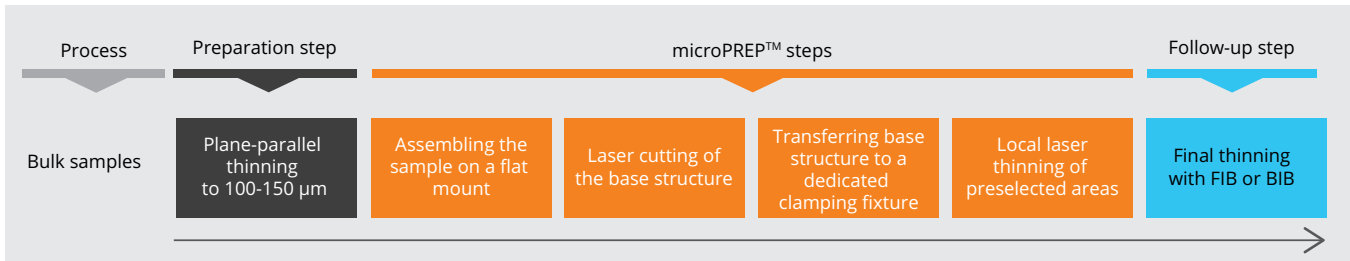 Process
Preparation step
microPREP™ steps
Follow-up step
Bulk samples
Plane-parallel
thinning
to 100-150 µm
Assembling the
sample on a flat
mount
Laser cutting of
the base structure
Transferring base
structure to a
dedicated
clamping fixture
Local laser
thinning of
preselected areas
Final thinning
with FIB or BIB